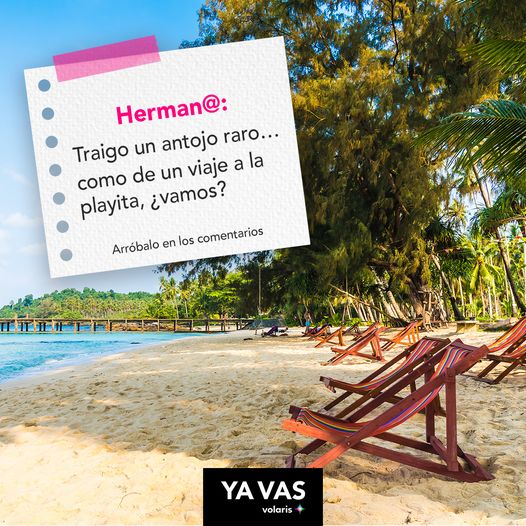 Herman@:
Traigo un antojo raro...
como de un viaje a la
playita, ¿vamos?
Arróbalo en los comentarios
YA VAS
volaris